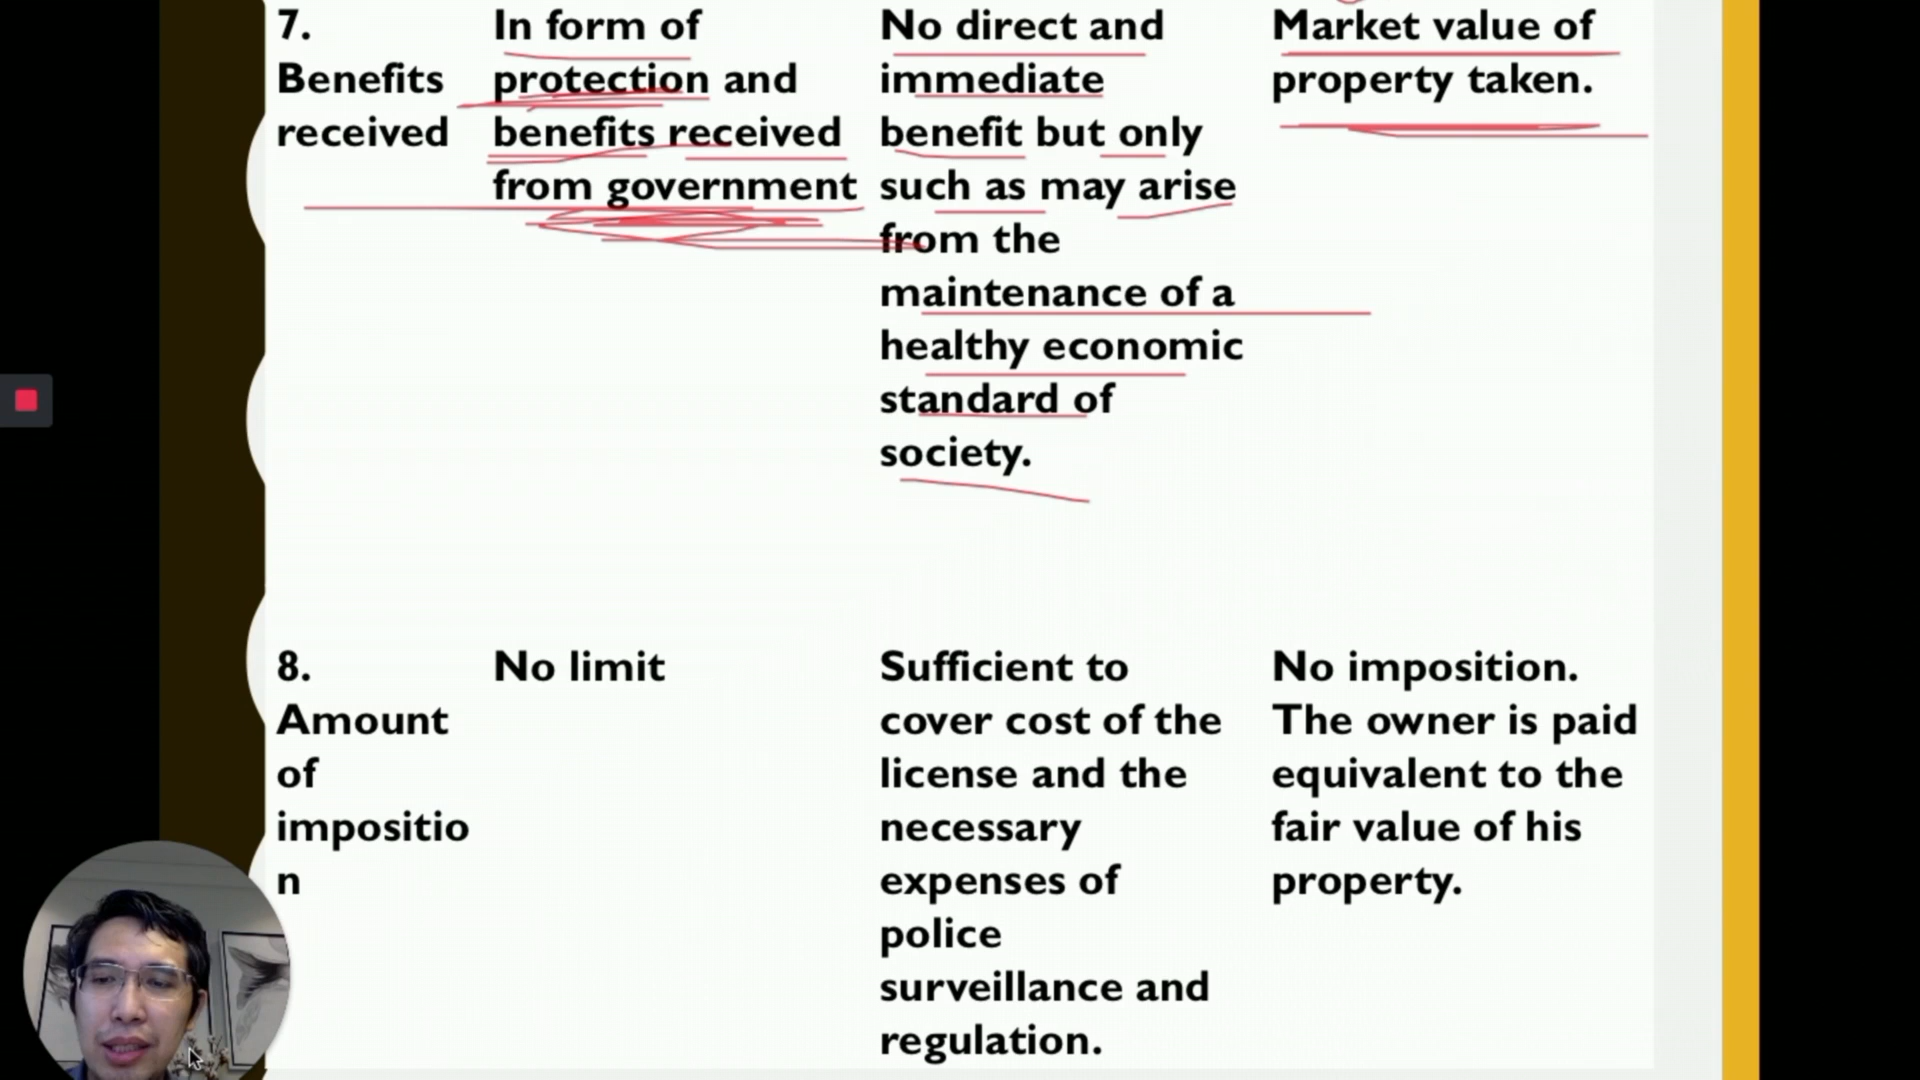 7.
Benefits
received
In form of
protection and
benefits received
from government
No direct and
immediate
benefit but only
such as may arise
from the
maintenance of a
healthy economic
standard of
society.
Market value of
property taken.
8.
Amount
of
impositio
n
No limit
Sufficient to
cover cost of the
license and the
necessary
expenses of
police
surveillance and
regulation.
No imposition.
The owner is paid
equivalent to the
fair value of his
property.